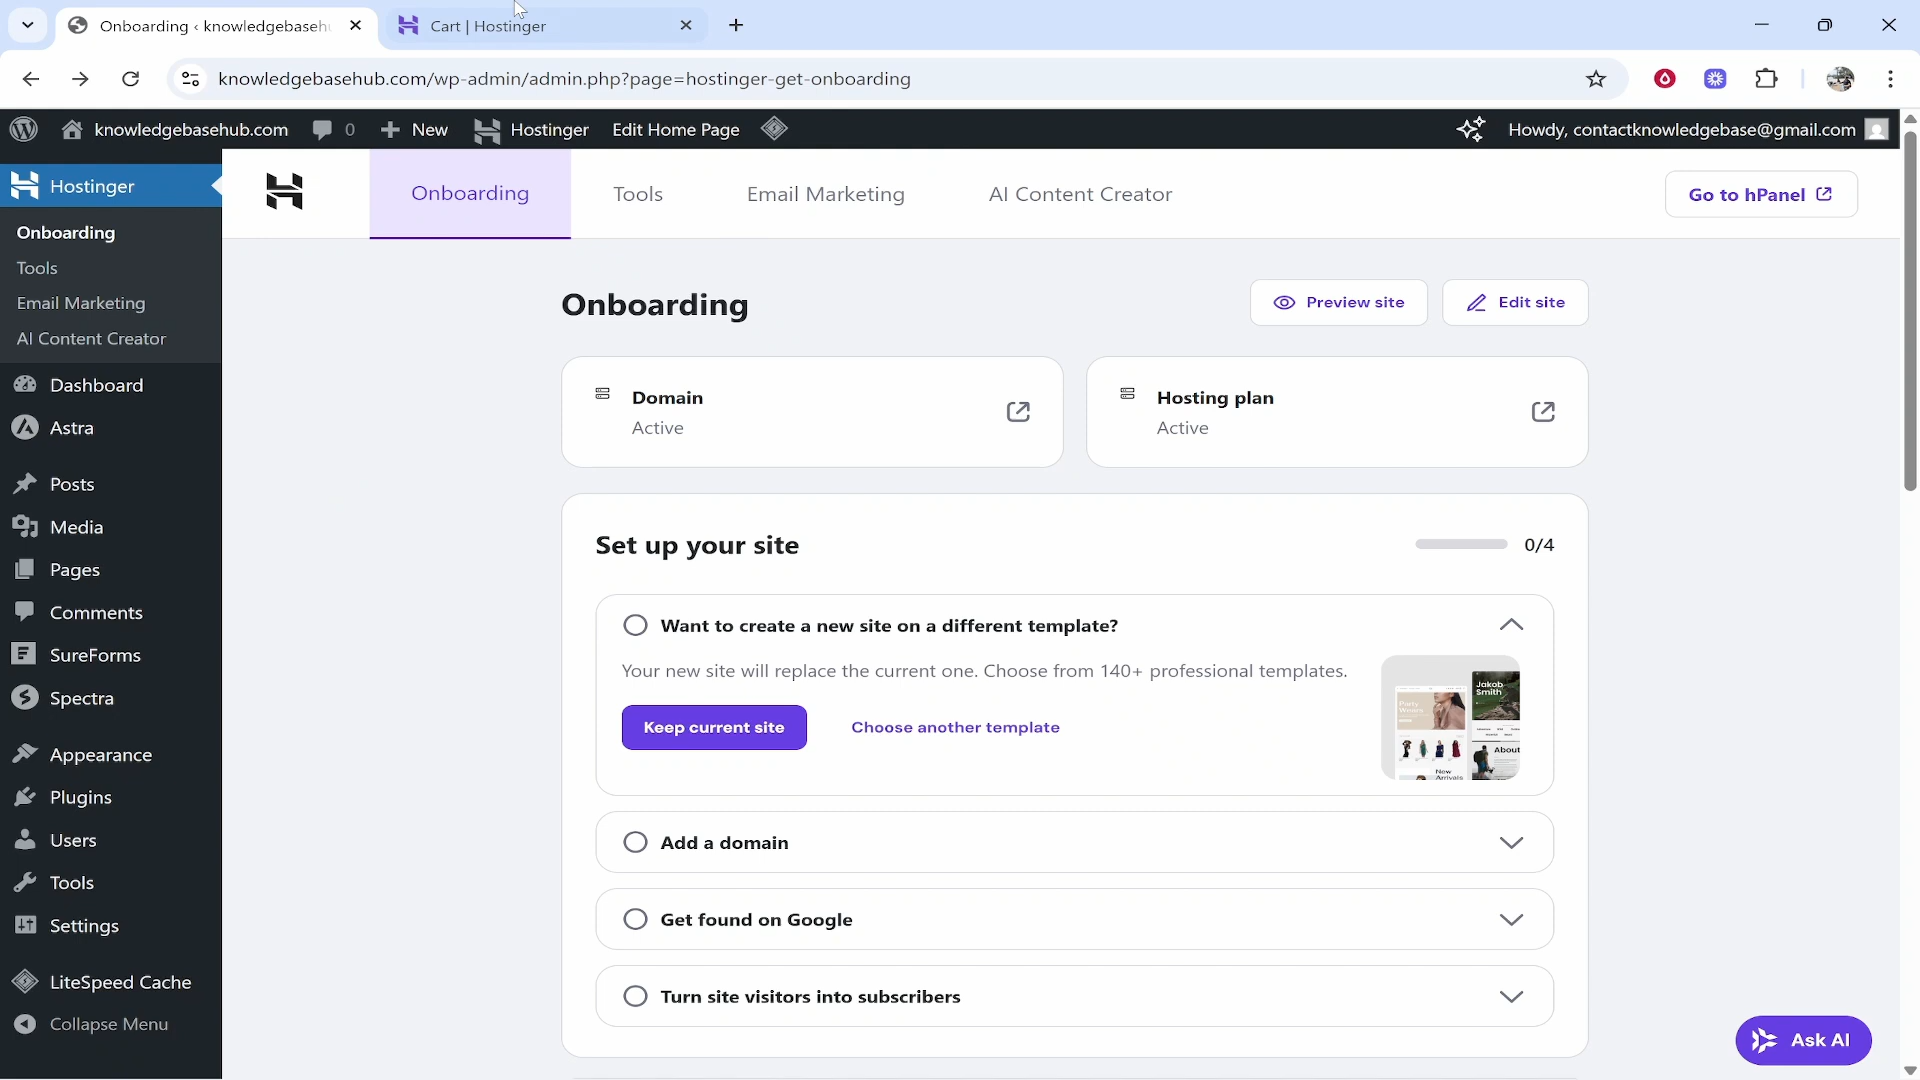 Onboarding ‹ knowledgebaseh
Cart | Hostinger
knowledgebasehub.com/wp-admin/admin.php?page=hostinger-get-onboarding
knowledgebasehub.com
0
New
Hostinger
Edit Home Page
Howdy, contactknowledgebase@gmail.com
Hostinger
Onboarding
Tools
Email Marketing
AI Content Creator
Dashboard
Astra
Posts
Media
Pages
Comments
SureForms
Spectra
Appearance
Plugins
Users
Tools
Settings
LiteSpeed Cache
Collapse Menu
Onboarding
Tools
Email Marketing
AI Content Creator
Go to hPanel
Onboarding
Preview site
Edit site
Domain
Active
Hosting plan
Active
Set up your site
0/4
Want to create a new site on a different template?
Your new site will replace the current one. Choose from 140+ professional templates.
Keep current site
Choose another template
Party
Jakob
Smith
About
New
Arrivals
Add a domain
Get found on Google
Turn site visitors into subscribers
Ask AI